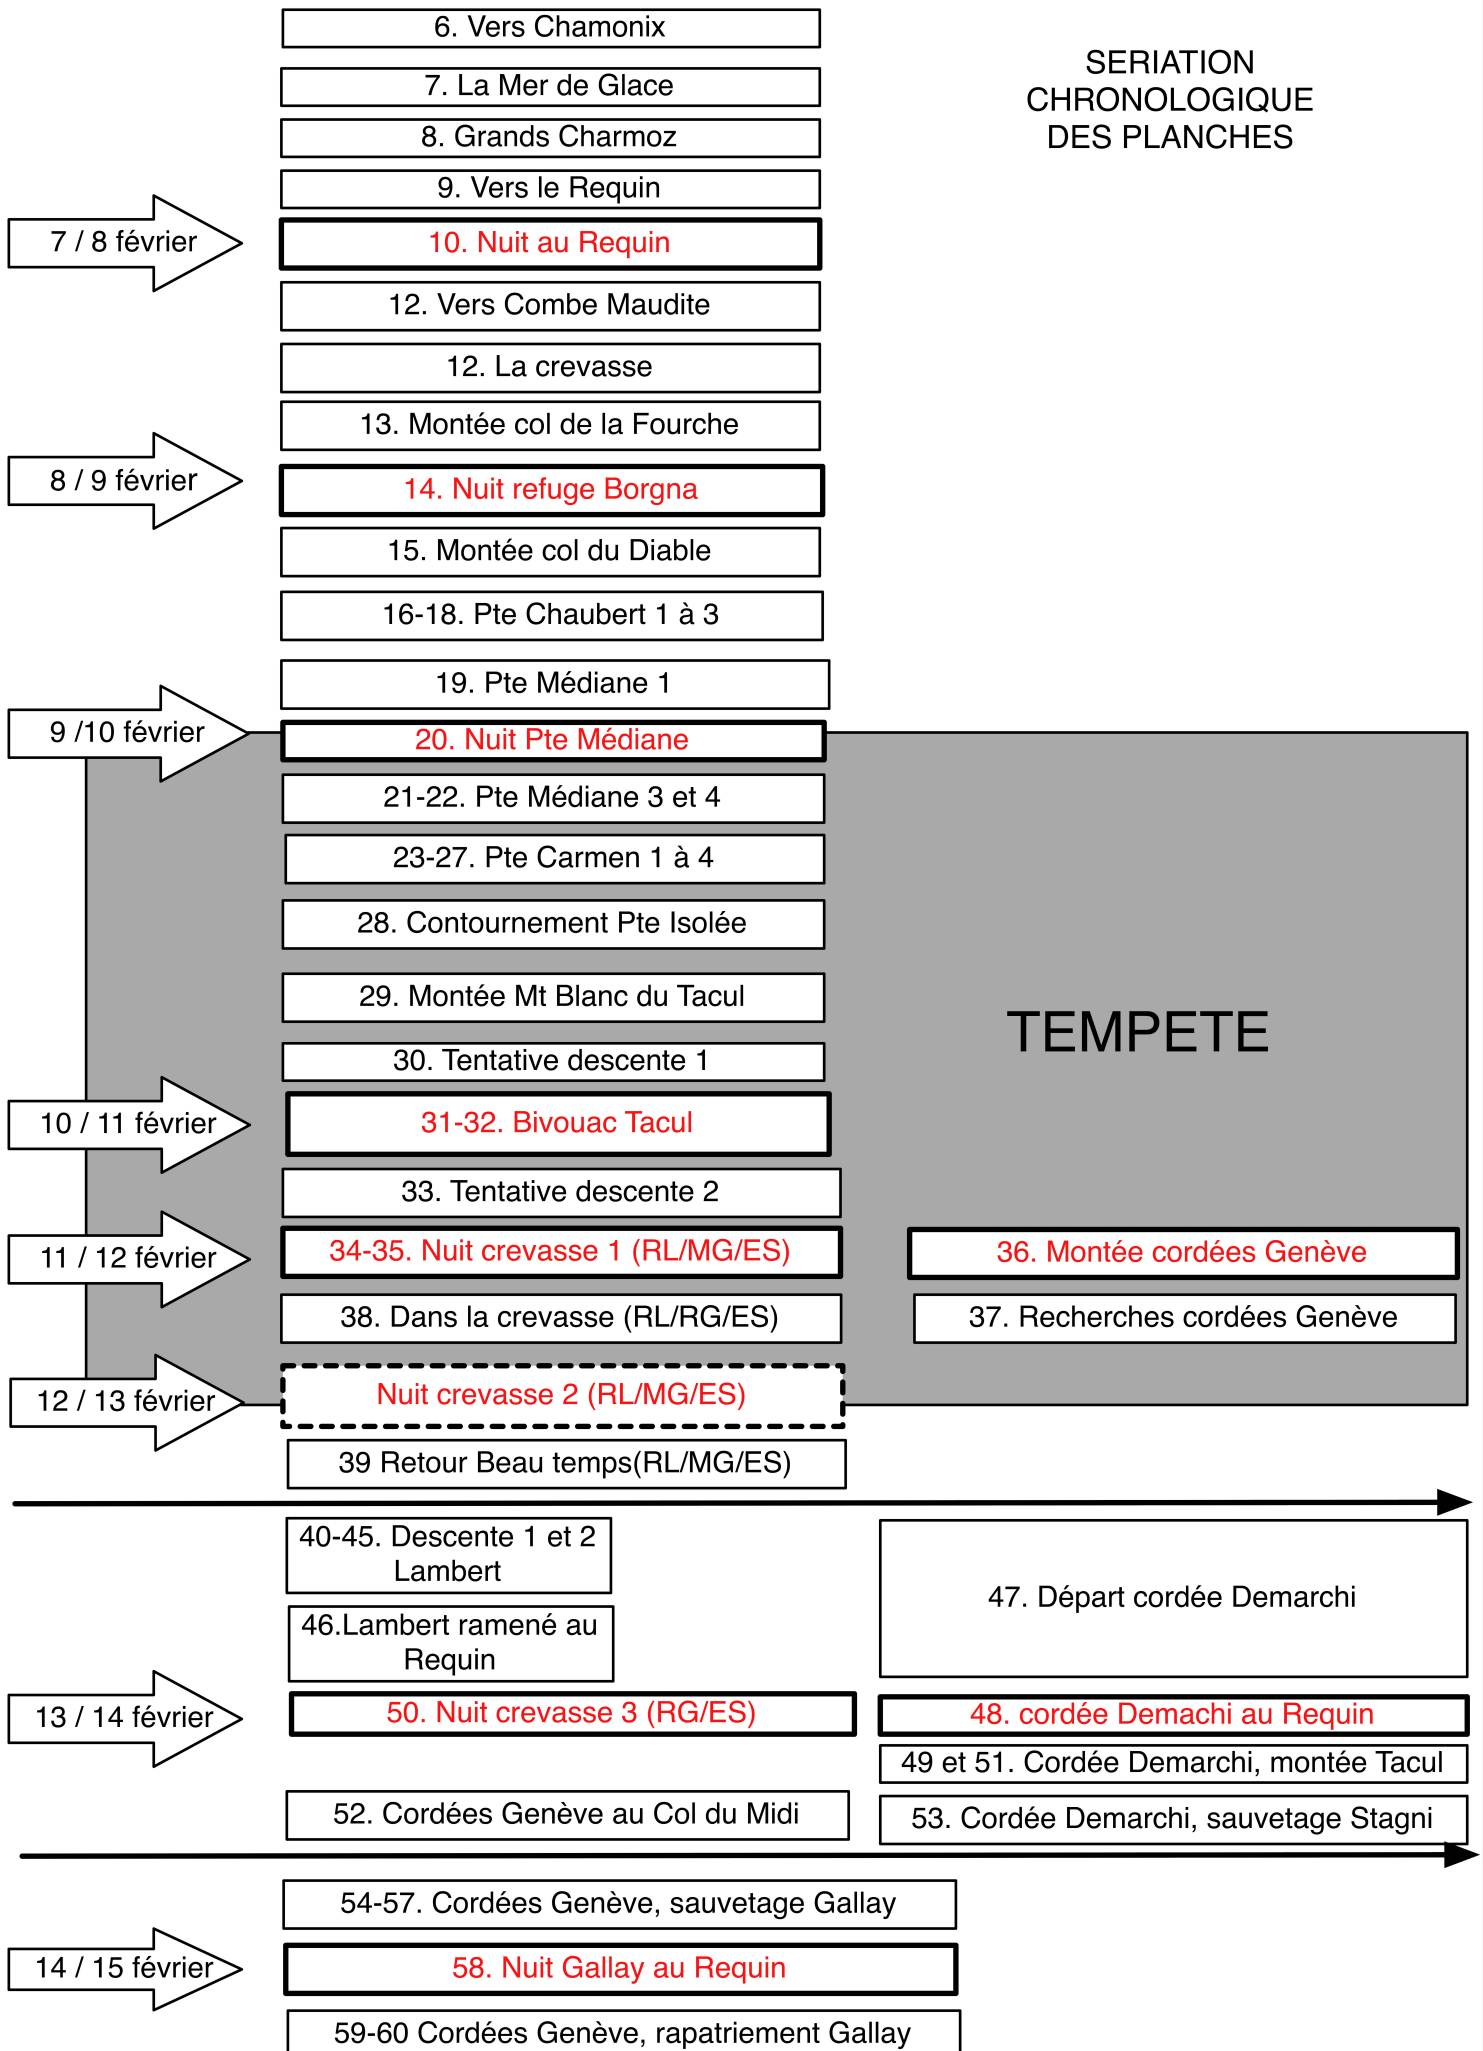 6. Vers Chamonix
SERIATION
CHRONOLOGIQUE
DES PLANCHES
7. La Mer de Glace
8. Grands Charmoz
9. Vers le Requin
7 / 8 février
10. Nuit au Requin
12. Vers Combe Maudite
12. La crevasse
13. Montée col de la Fourche
8 / 9 février
14. Nuit refuge Borgna
15. Montée col du Diable
16-18. Pte Chaubert 1 à 3
19. Pte Médiane 1
9 /10 février
20. Nuit Pte Médiane
21-22. Pte Médiane 3 et 4
23-27. Pte Carmen 1 à 4
28. Contournement Pte Isolée
29. Montée Mt Blanc du Tacul
TEMPETE
30. Tentative descente 1
10 / 11 février
31-32. Bivouac Tacul
33. Tentative descente 2
11 / 12 février
34-35. Nuit crevasse 1 (RL/MG/ES)
36. Montée cordées Genève
38. Dans la crevasse (RL/RG/ES)
37. Recherches cordées Genève
12 / 13 février
Nuit crevasse 2 (RL/MG/ES)
39 Retour Beau temps(RL/MG/ES)
40-45. Descente 1 et 2
Lambert
47. Départ cordée Demarchi
46.Lambert ramené au
Requin
13 / 14 février
50. Nuit crevasse 3 (RG/ES)
48. cordée Demachi au Requin
49 et 51. Cordée Demarchi, montée Tacul
52. Cordées Genève au Col du Midi
53. Cordée Demarchi, sauvetage Stagni
54-57. Cordées Genève, sauvetage Gallay
14 / 15 février
58. Nuit Gallay au Requin
59-60 Cordées Genève, rapatriement Gallay